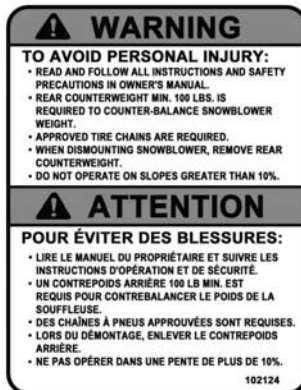 WARNING
TO AVOID PERSONAL INJURY:
• READ AND FOLLOW ALL INSTRUCTIONS AND SAFETY
PRECAUTIONS IN OWNER'S MANUAL.
• REAR COUNTERWEIGHT MIN. 100 LBS. IS
REQUIRED TO COUNTER-BALANCE SNOWBLOWER
WEIGHT.
• APPROVED TIRE CHAINS ARE REQUIRED.
• WHEN DISMOUNTING SNOWBLOWER, REMOVE REAR
COUNTERWEIGHT.
• DO NOT OPERATE ON SLOPES GREATER THAN 10%.
ATTENTION
POUR ÉVITER DES BLESSURES:
• LIRE LE MANUEL DU PROPRIÉTAIRE ET SUIVRE LES
INSTRUCTIONS D'OPÉRATION ET DE SÉCURITÉ.
• UN CONTREPOIDS ARRIÈRE 100 LB MIN. EST
REQUIS POUR CONTREBALANCER LE POIDS DE LA
SOUFFLEUSE.
• DES CHAÎNES À PNEUS APPROUVÉES SONT REQUISES.
• LORS DU DÉMONTAGE, ENLEVER LE CONTREPOIDS
ARRIÈRE.
• NE PAS OPÉRER DANS UNE PENTE DE PLUS DE 10%.
102124